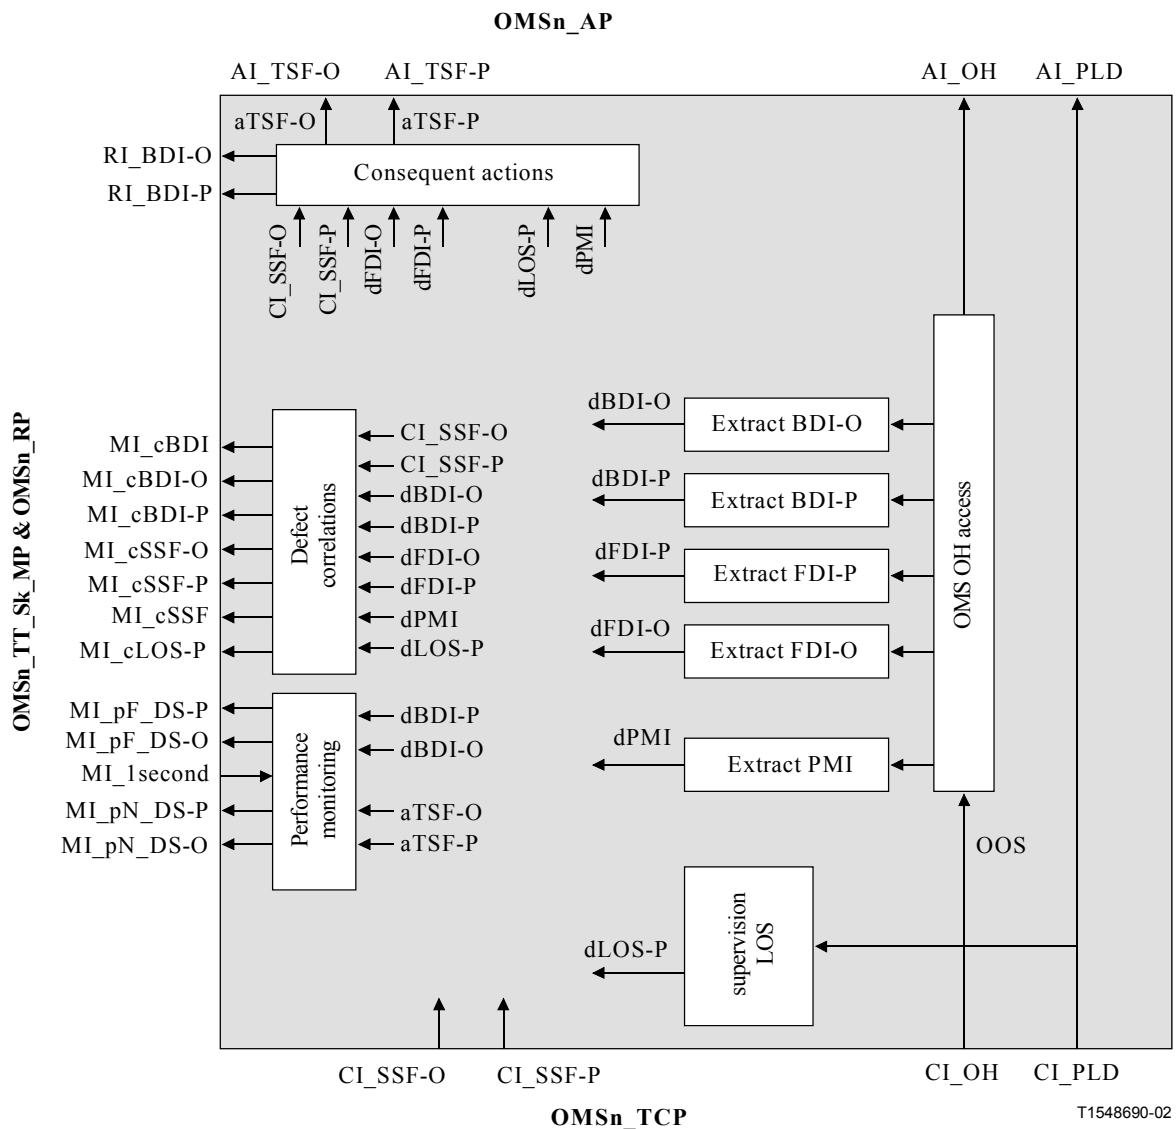 OMSn_AP
AI_TSF-O
AI_TSF-P
AI_OH
AI_PLD
aTSF-O
aTSF-P
RI_BDI-O
RI_BDI-P
Consequent actions
CI_SSF-O
CI_SSF-P
dFDI-O
dFDI-P
dLOS-P
dPMI
OMSn_TT_Sk_MP & OMSn_RP
MI_cBDI
MI_cBDI-O
MI_cBDI-P
MI_cSSF-O
MI_cSSF-P
MI_cSSF
MI_cLOS-P
Defect
correlations
CI_SSF-O
CI_SSF-P
dBDI-O
dBDI-P
dFDI-O
dFDI-P
dPMI
dLOS-P
MI_pF_DS-P
MI_pF_DS-O
MI_1second
MI_pN_DS-P
MI_pN_DS-O
Performance
monitoring
dBDI-P
dBDI-O
aTSF-O
aTSF-P
dBDI-O
Extract BDI-O
dBDI-P
Extract BDI-P
dFDI-P
Extract FDI-P
dFDI-O
Extract FDI-O
dPMI
Extract PMI
OMS OH access
OOS
dLOS-P
supervision
LOS
CI_SSF-O
CI_SSF-P
CI_OH
CI_PLD
OMSn_TCP
T1548690-02